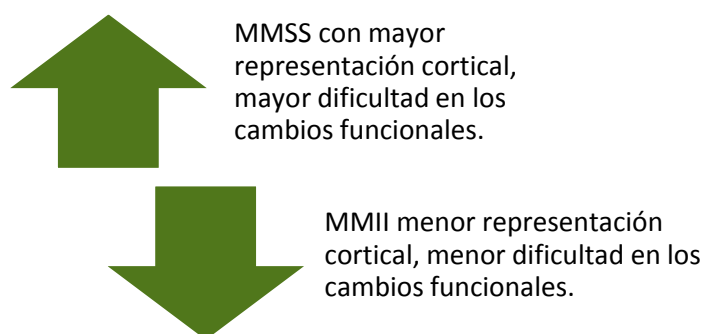 MMSS con mayor
representación cortical,
mayor dificultad en los
cambios funcionales.
MMII menor representación
cortical, menor dificultad en los
cambios funcionales.